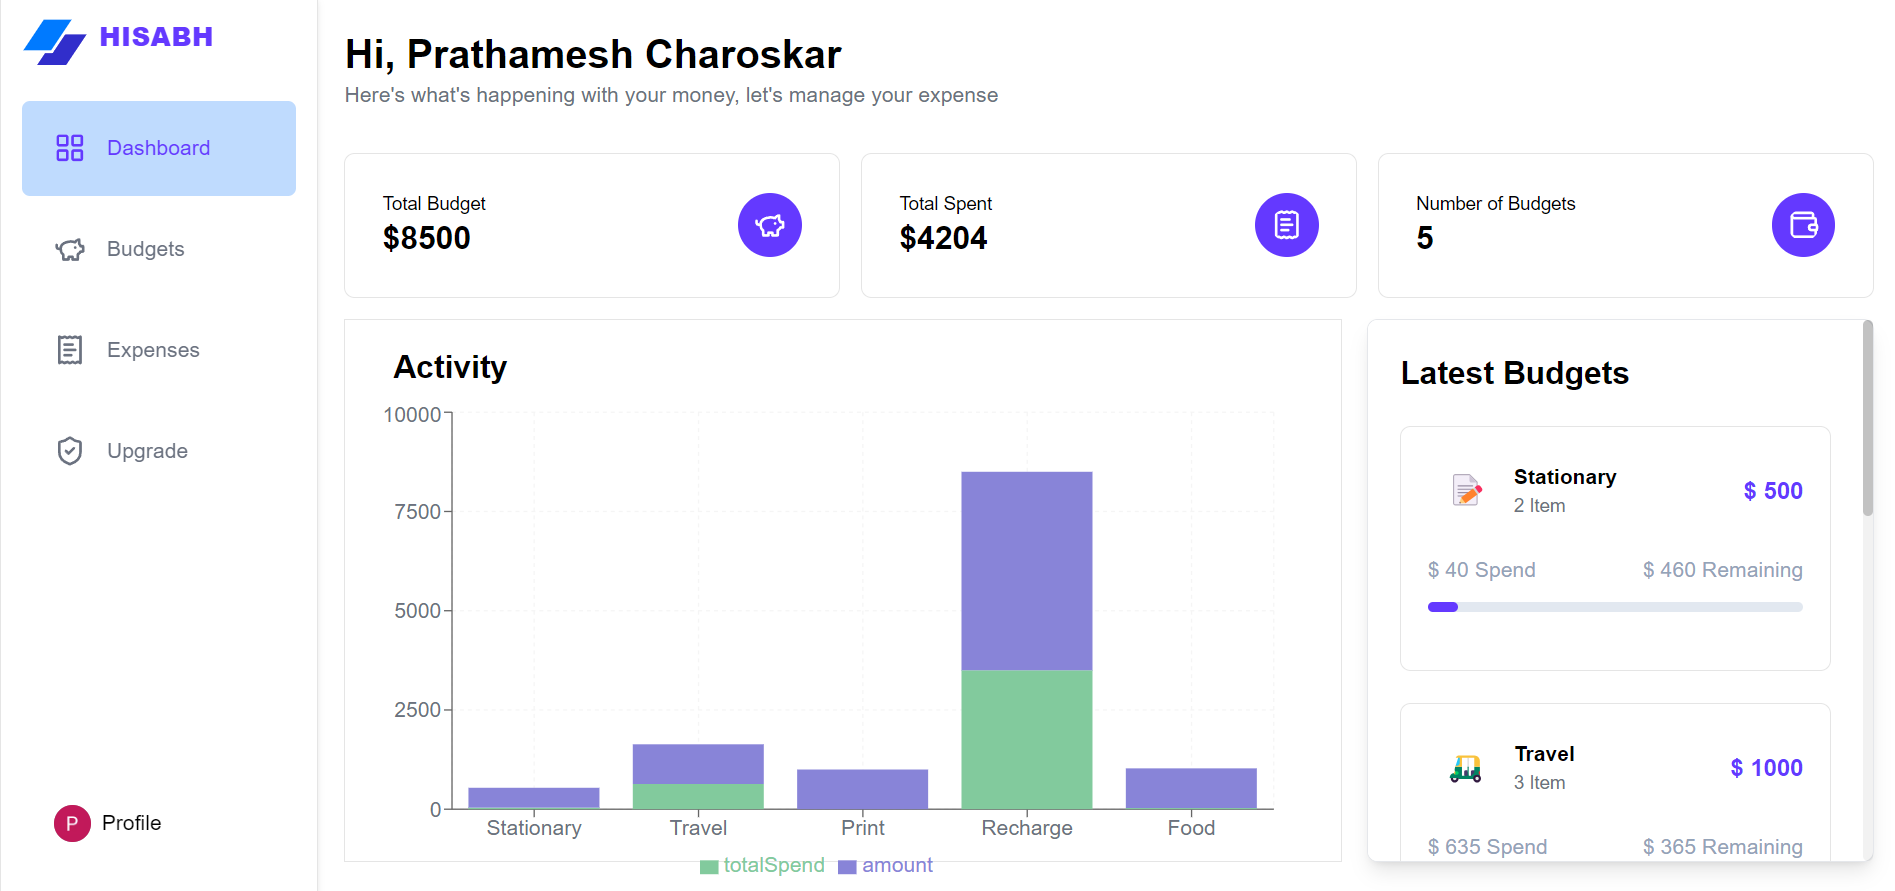 HISABH
Dashboard
Budgets
Expenses
Upgrade
P
Profile
Hi, Prathamesh Charoskar
Here's what's happening with your money, let's manage your expense
Total Budget
$8500
Total Spent
$4204
Number of Budgets
5
Activity
10000
7500
5000
2500
0
Stationary Travel Print Recharge Food
totalSpend amount
Latest Budgets
Stationary
2 Item
$ 500
$ 40 Spend $ 460 Remaining
Travel
3 Item
$ 1000
$ 635 Spend $ 365 Remaining